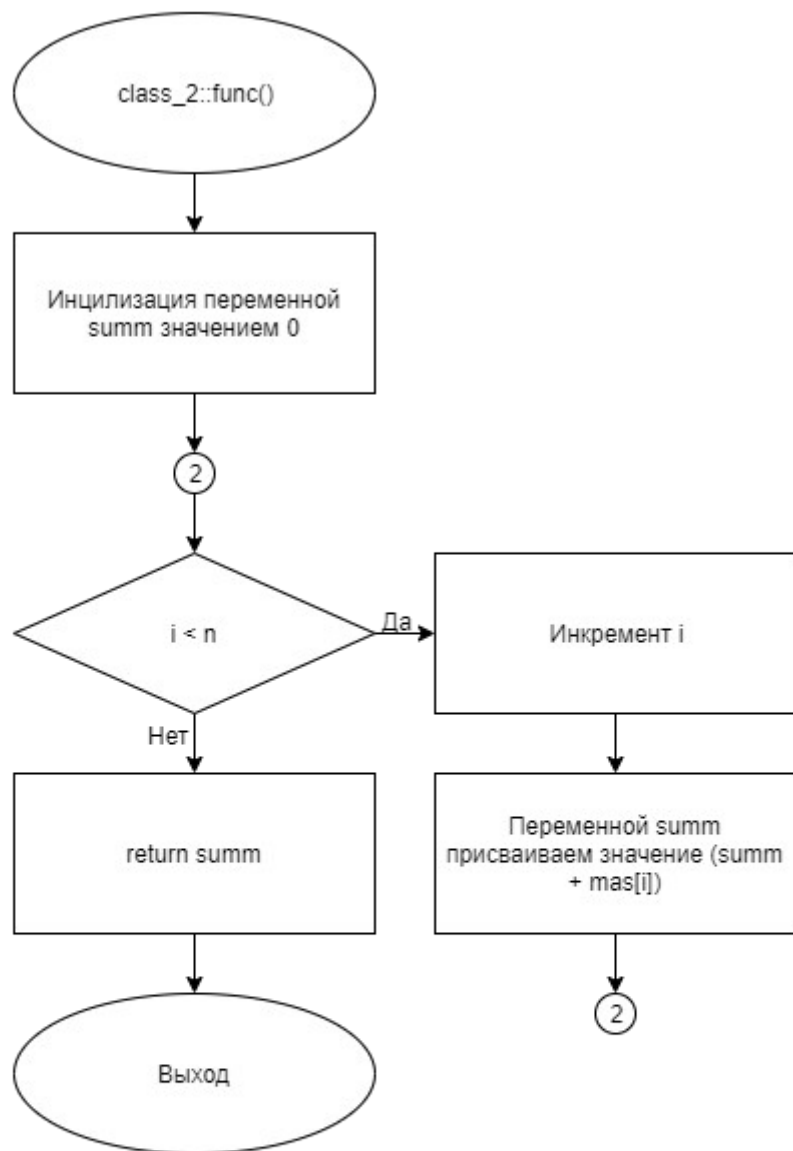 class_2::func()
Инцилизация переменной
summ значением 0
2
i < n
Да
Инкремент i
Нет
return summ
Переменной summ
присваиваем значение (summ
+ mas[i])
Выход
2